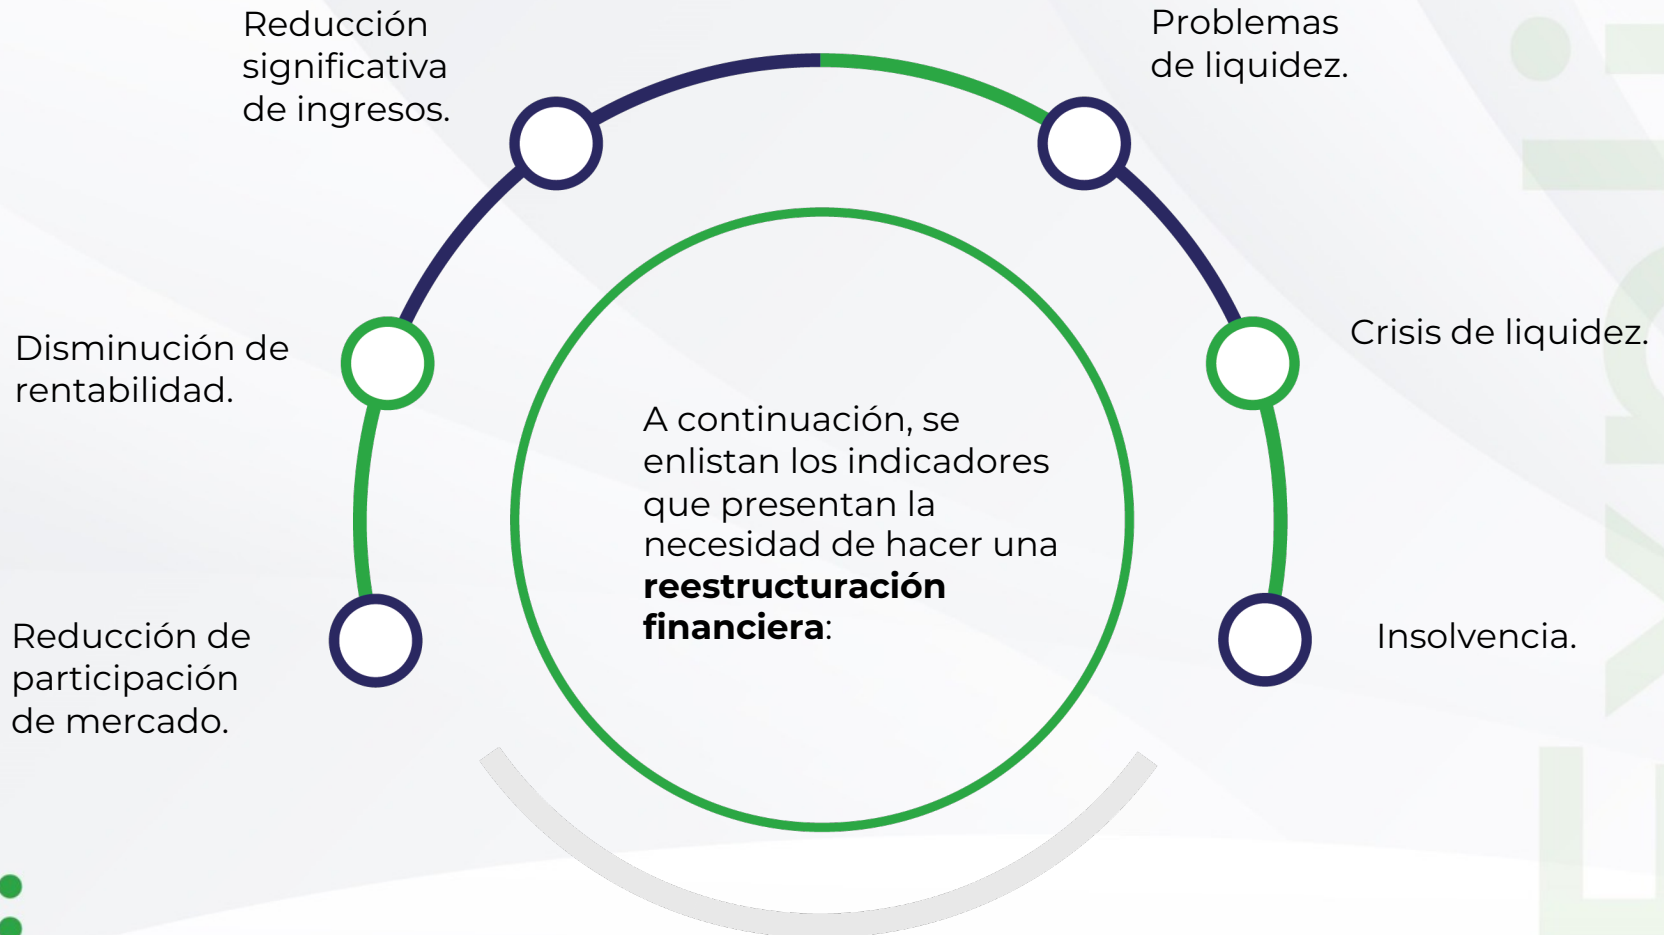 Reducción
significativa
de ingresos.
Problemas
de liquidez.
Disminución de
rentabilidad.
Crisis de liquidez.
A continuación, se
enlistan los indicadores
que presentan la
necesidad de hacer una
reestructuración
financiera:
Reducción de
participación
de mercado.
Insolvencia.